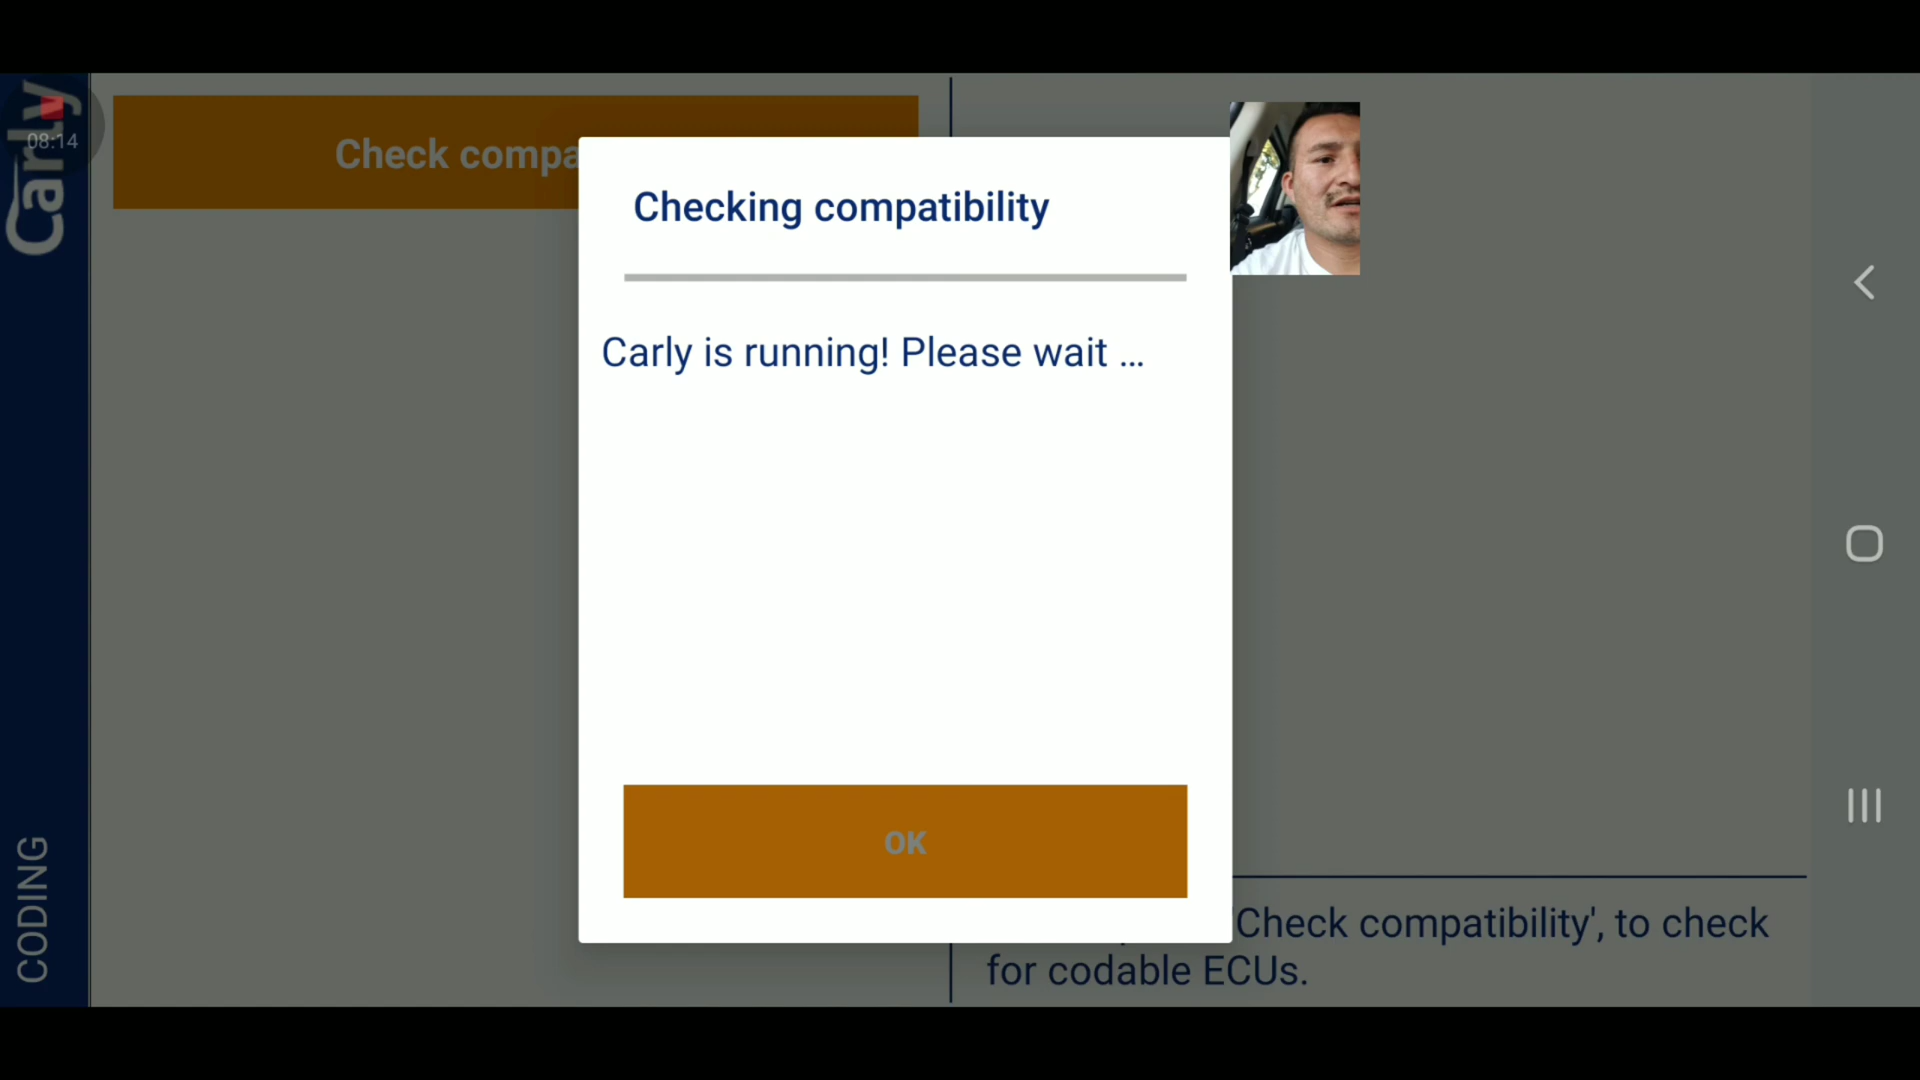 Carly
08:14
Check compa
Checking compatibility
Carly is running! Please wait ...
OK
CODING
Check compatibility', to check
for codable ECUs.